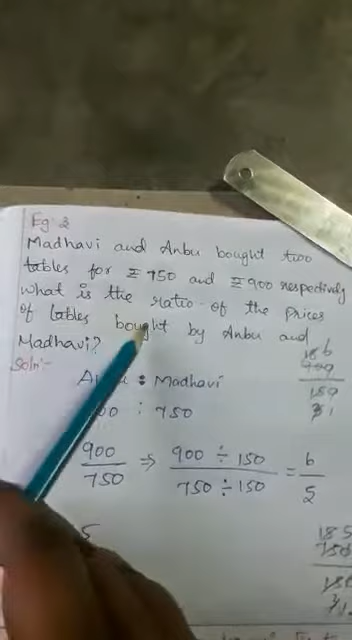 Eg: 2
Madhavi and Anbu bought two
tables for ₹ 750 and ₹ 900 respectively
what is the ratio of the prices
of tables bought by Anbu and
Madhavi?
Soln:-
: Madhavi
: 750
900/750 ⇒ 900 ÷ 150 / 750 ÷ 150 = 6/5
5